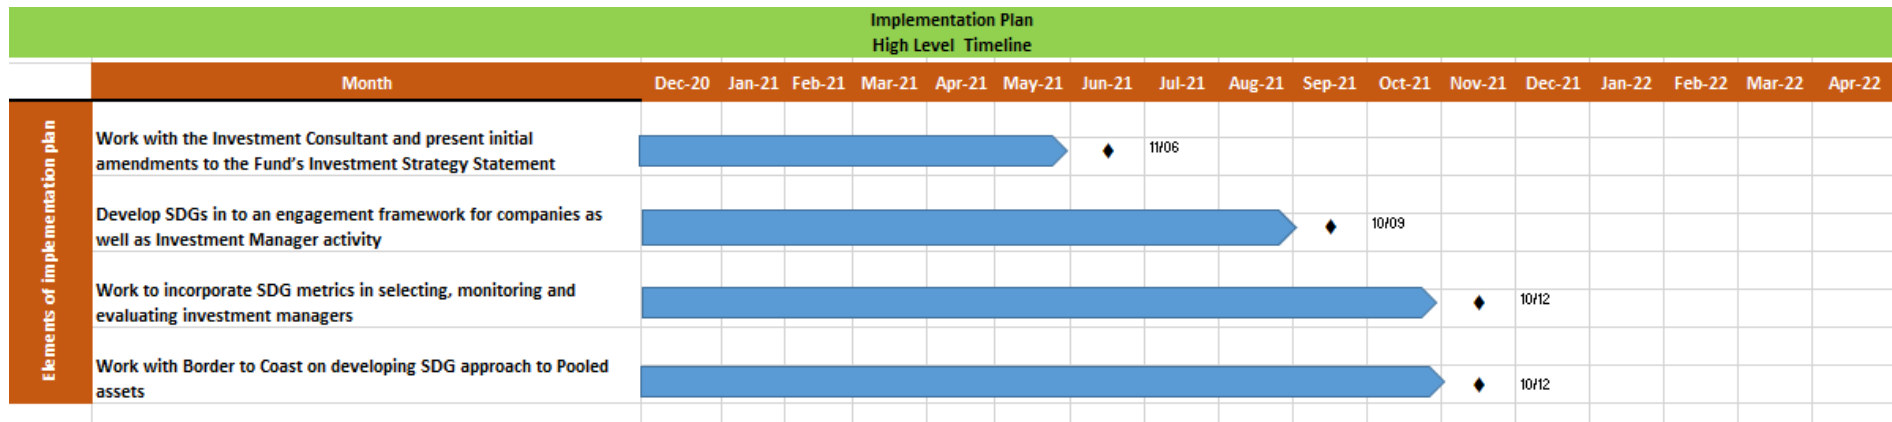 Implementation Plan
High Level Timeline
Month Dec-20 Jan-21 Feb-21 Mar-21 Apr-21 May-21 Jun-21 Jul-21 Aug-21 Sep-21 Oct-21 Nov-21 Dec-21 Jan-22 Feb-22 Mar-22 Apr-22
Elements of implementation plan
Work with the Investment Consultant and present initial
amendments to the Fund's Investment Strategy Statement
11/06
Develop SDGs in to an engagement framework for companies as
well as Investment Manager activity
10/09
Work to incorporate SDG metrics in selecting, monitoring and
evaluating investment managers
10/12
Work with Border to Coast on developing SDG approach to Pooled
assets
10/12